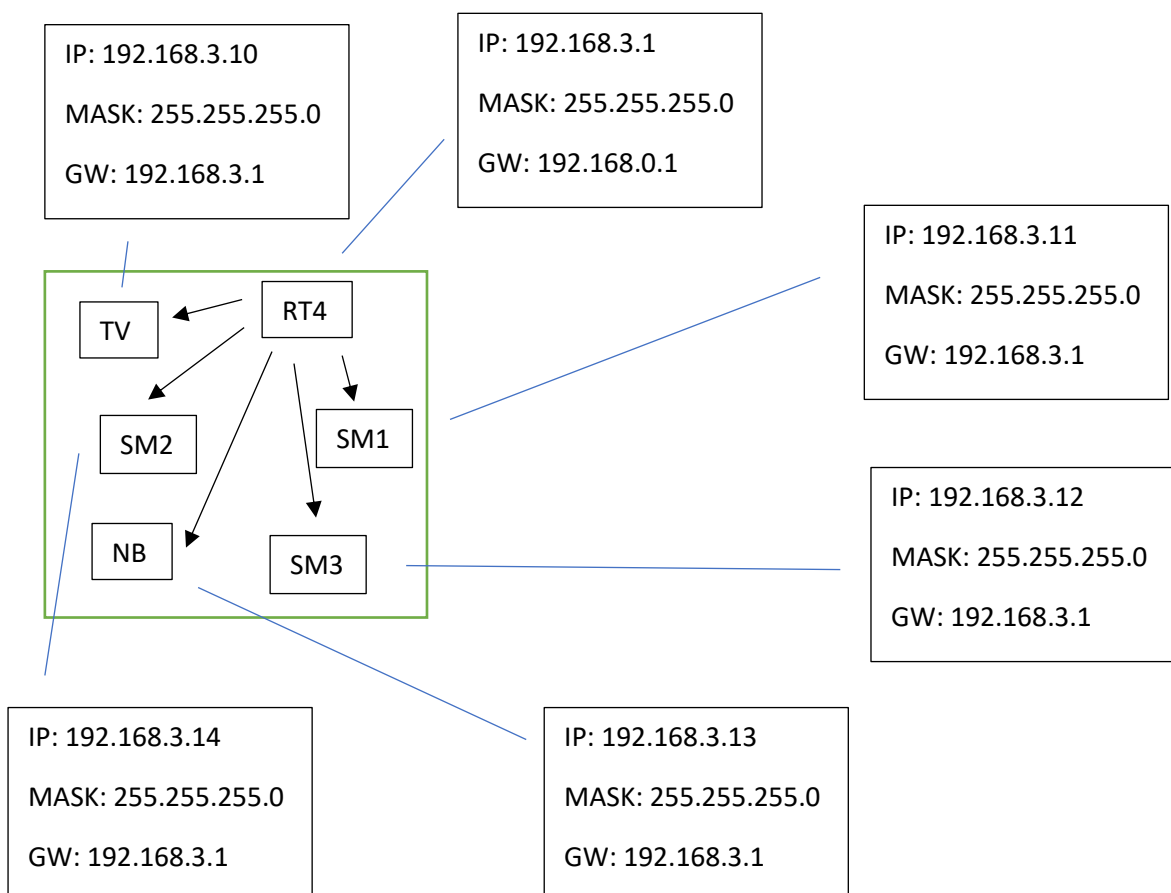 IP: 192.168.3.10
MASK: 255.255.255.0
GW: 192.168.3.1
IP: 192.168.3.1
MASK: 255.255.255.0
GW: 192.168.0.1
IP: 192.168.3.11
MASK: 255.255.255.0
GW: 192.168.3.1
TV
RT4
SM2
SM1
NB
SM3
IP: 192.168.3.12
MASK: 255.255.255.0
GW: 192.168.3.1
IP: 192.168.3.14
MASK: 255.255.255.0
GW: 192.168.3.1
IP: 192.168.3.13
MASK: 255.255.255.0
GW: 192.168.3.1